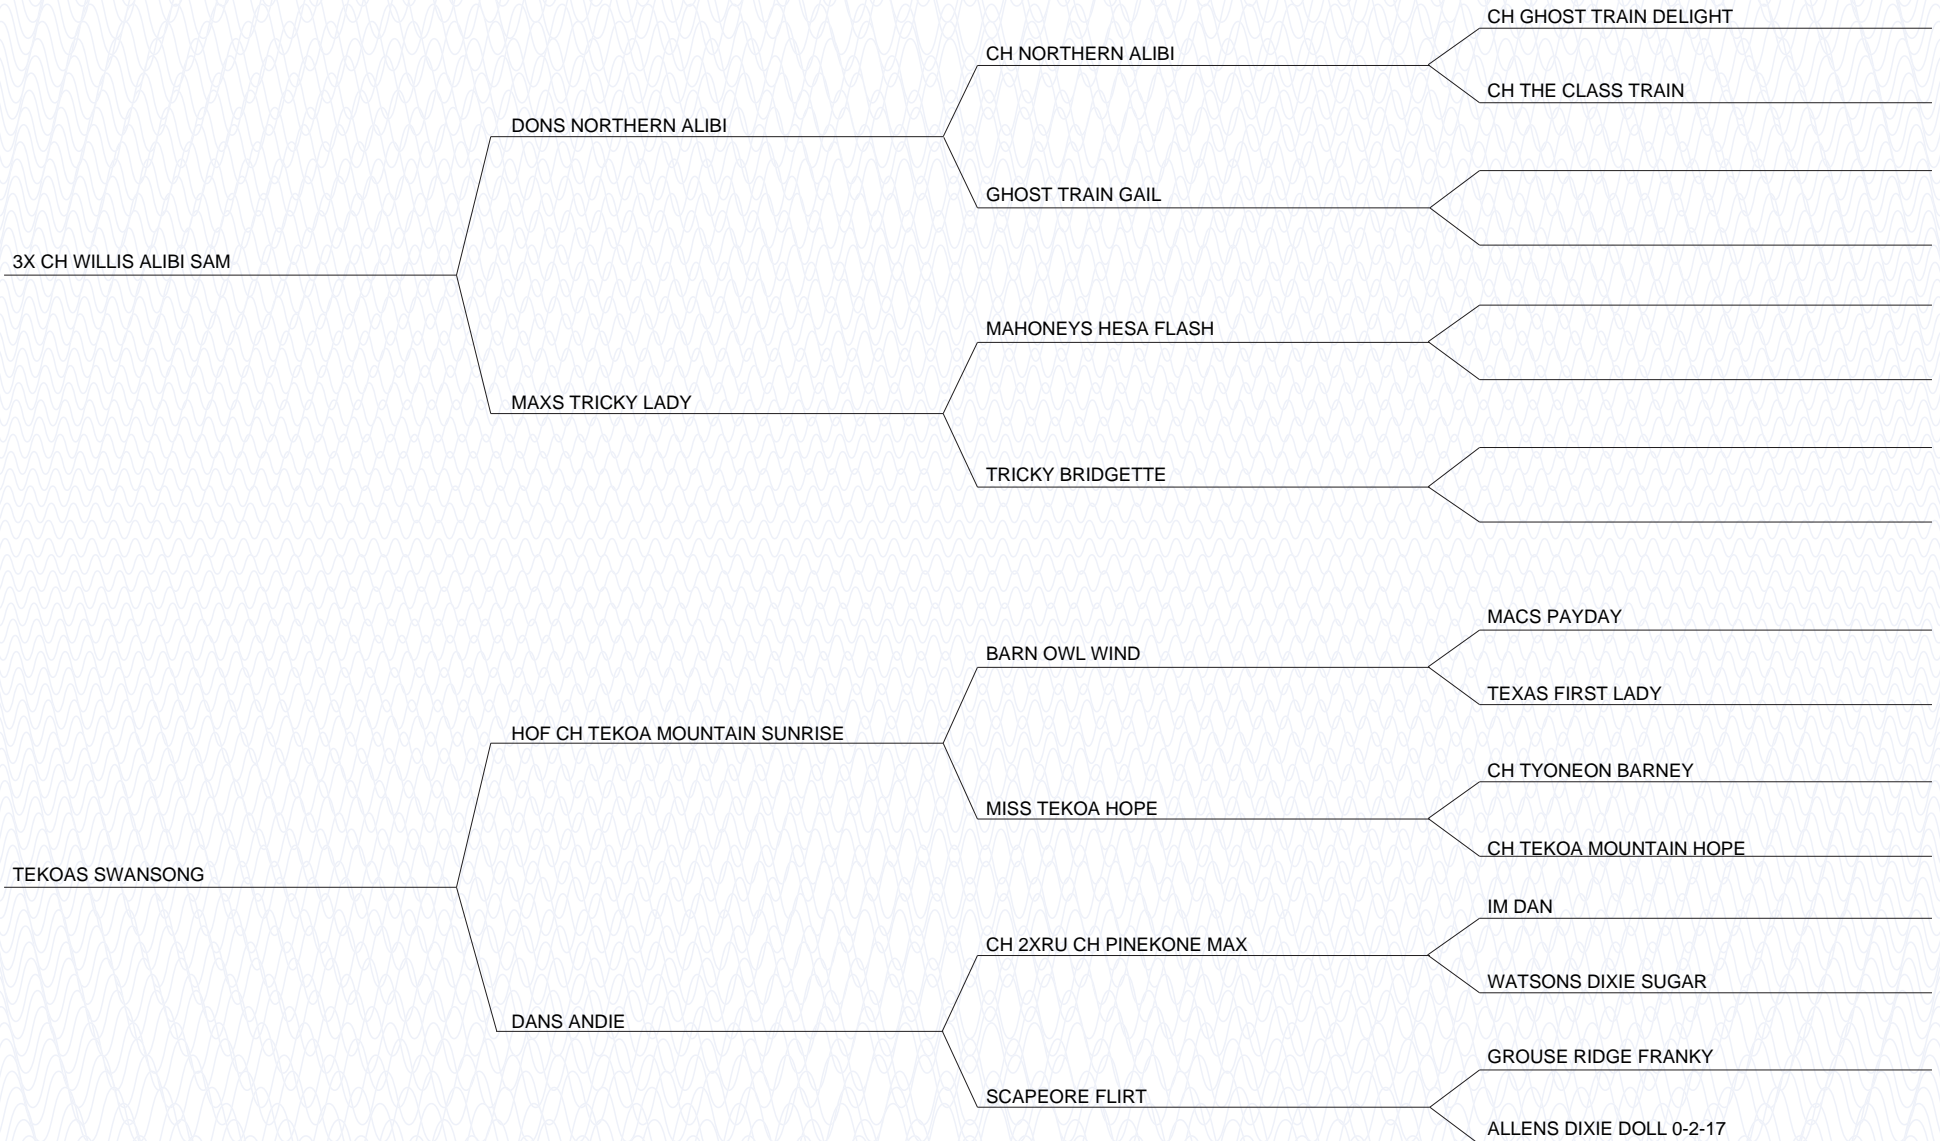 CH GHOST TRAIN DELIGHT
CH NORTHERN ALIBI
CH THE CLASS TRAIN
DONS NORTHERN ALIBI
GHOST TRAIN GAIL
3X CH WILLIS ALIBI SAM
MAHONEYS HESA FLASH
MAXS TRICKY LADY
TRICKY BRIDGETTE
MACS PAYDAY
BARN OWL WIND
TEXAS FIRST LADY
HOF CH TEKOA MOUNTAIN SUNRISE
CH TYONEON BARNEY
MISS TEKOA HOPE
CH TEKOA MOUNTAIN HOPE
TEKOAS SWANSONG
IM DAN
CH 2XRU CH PINEKONE MAX
WATSONS DIXIE SUGAR
DANS ANDIE
GROUSE RIDGE FRANKY
SCAPEORE FLIRT
ALLENS DIXIE DOLL 0-2-17